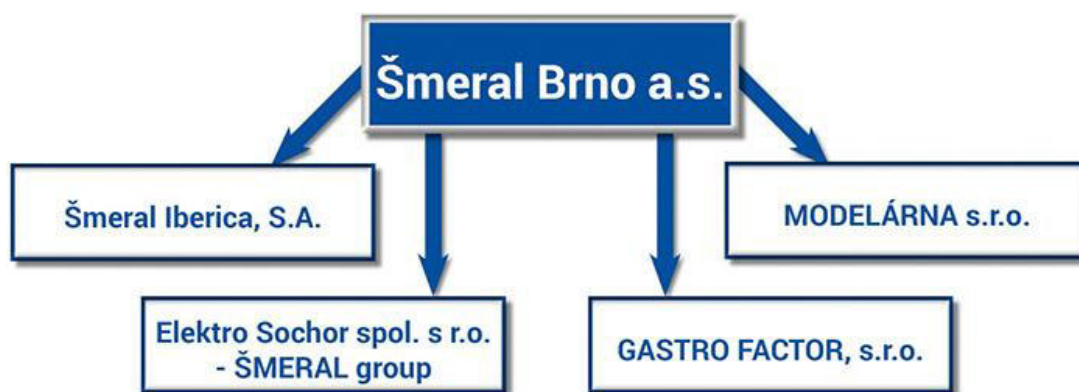 Šmeral Brno a.s.
Šmeral Iberica, S.A.
MODELÁRNA s.r.o.
Elektro Sochor spol. s r.o.
- ŠMERAL group
GASTRO FACTOR, s.r.o.